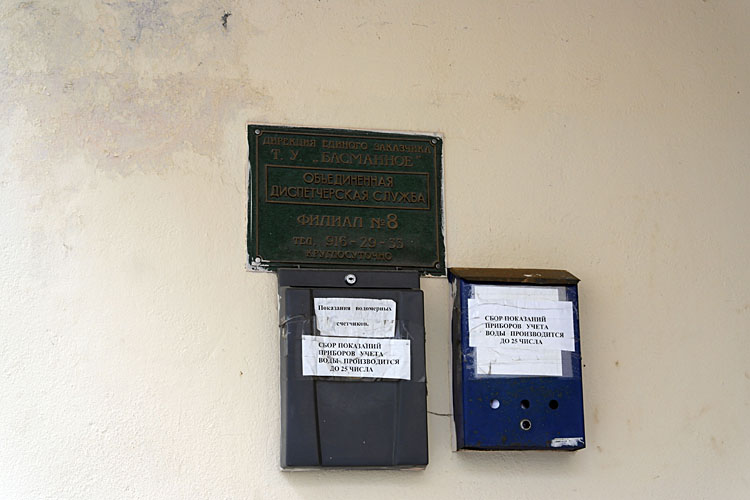 ДИРЕКЦИЯ ЕДИНОГО ЗАКАЗЧИКА
Т. У. „БАСМАННОЕ"
ОБЪЕДИНЕННАЯ
ДИСПЕТЧЕРСКАЯ СЛУЖБА
ФИЛИАЛ №8
ТЕЛ. 916-29-53
КРУГЛОСУТОЧНО
Показания водомерных
счетчиков.
СБОР ПОКАЗАНИЙ
ПРИБОРОВ УЧЕТА
ВОДЫ ПРОИЗВОДИТСЯ
ДО 25 ЧИСЛА
СБОР ПОКАЗАНИЙ
ПРИБОРОВ УЧЕТА
ВОДЫ ПРОИЗВОДИТСЯ
ДО 25 ЧИСЛА